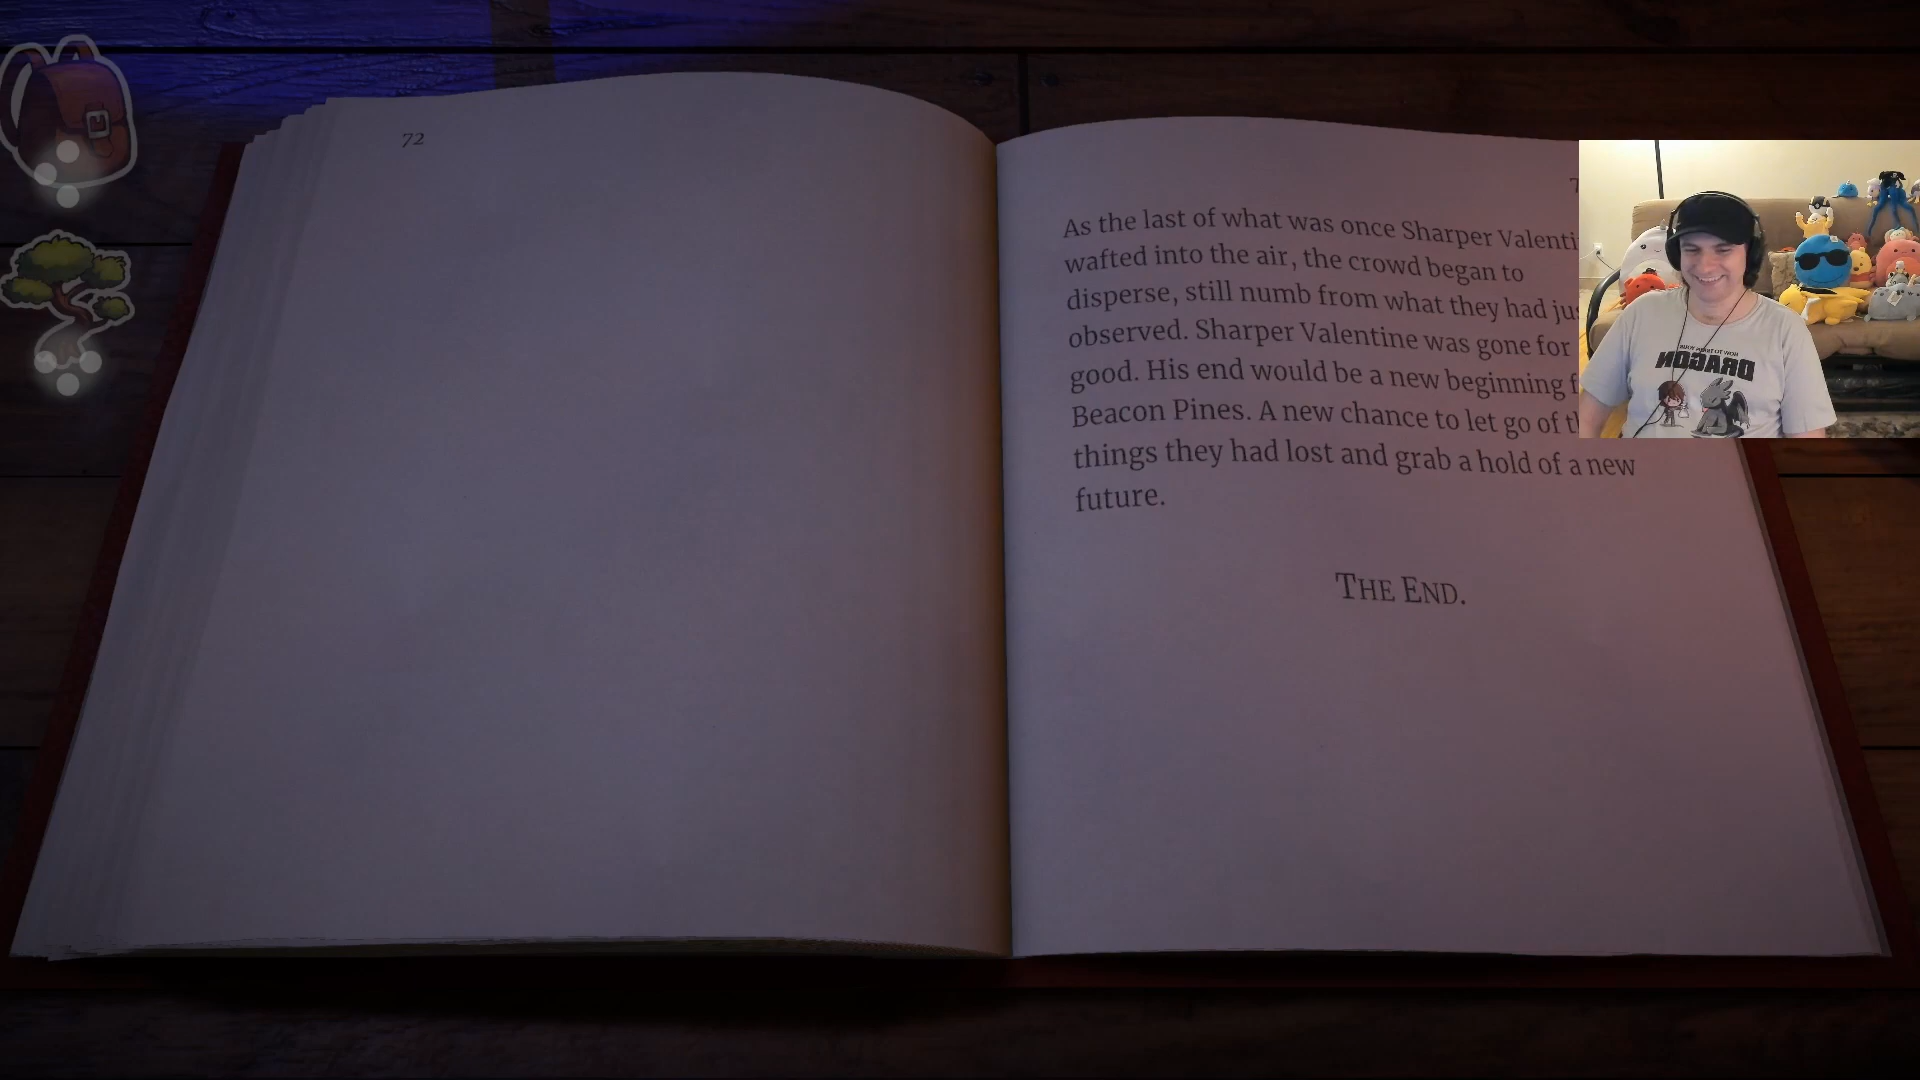 72
As the last of what was once Sharper Valenti
wafted into the air, the crowd began to
disperse, still numb from what they had
observed. Sharper Valentine was gone for
good. His end would be a new beginning
Beacon Pines. A new chance to let go of
things they had lost and grab a hold of a new
future.
THE END.
DRAGON